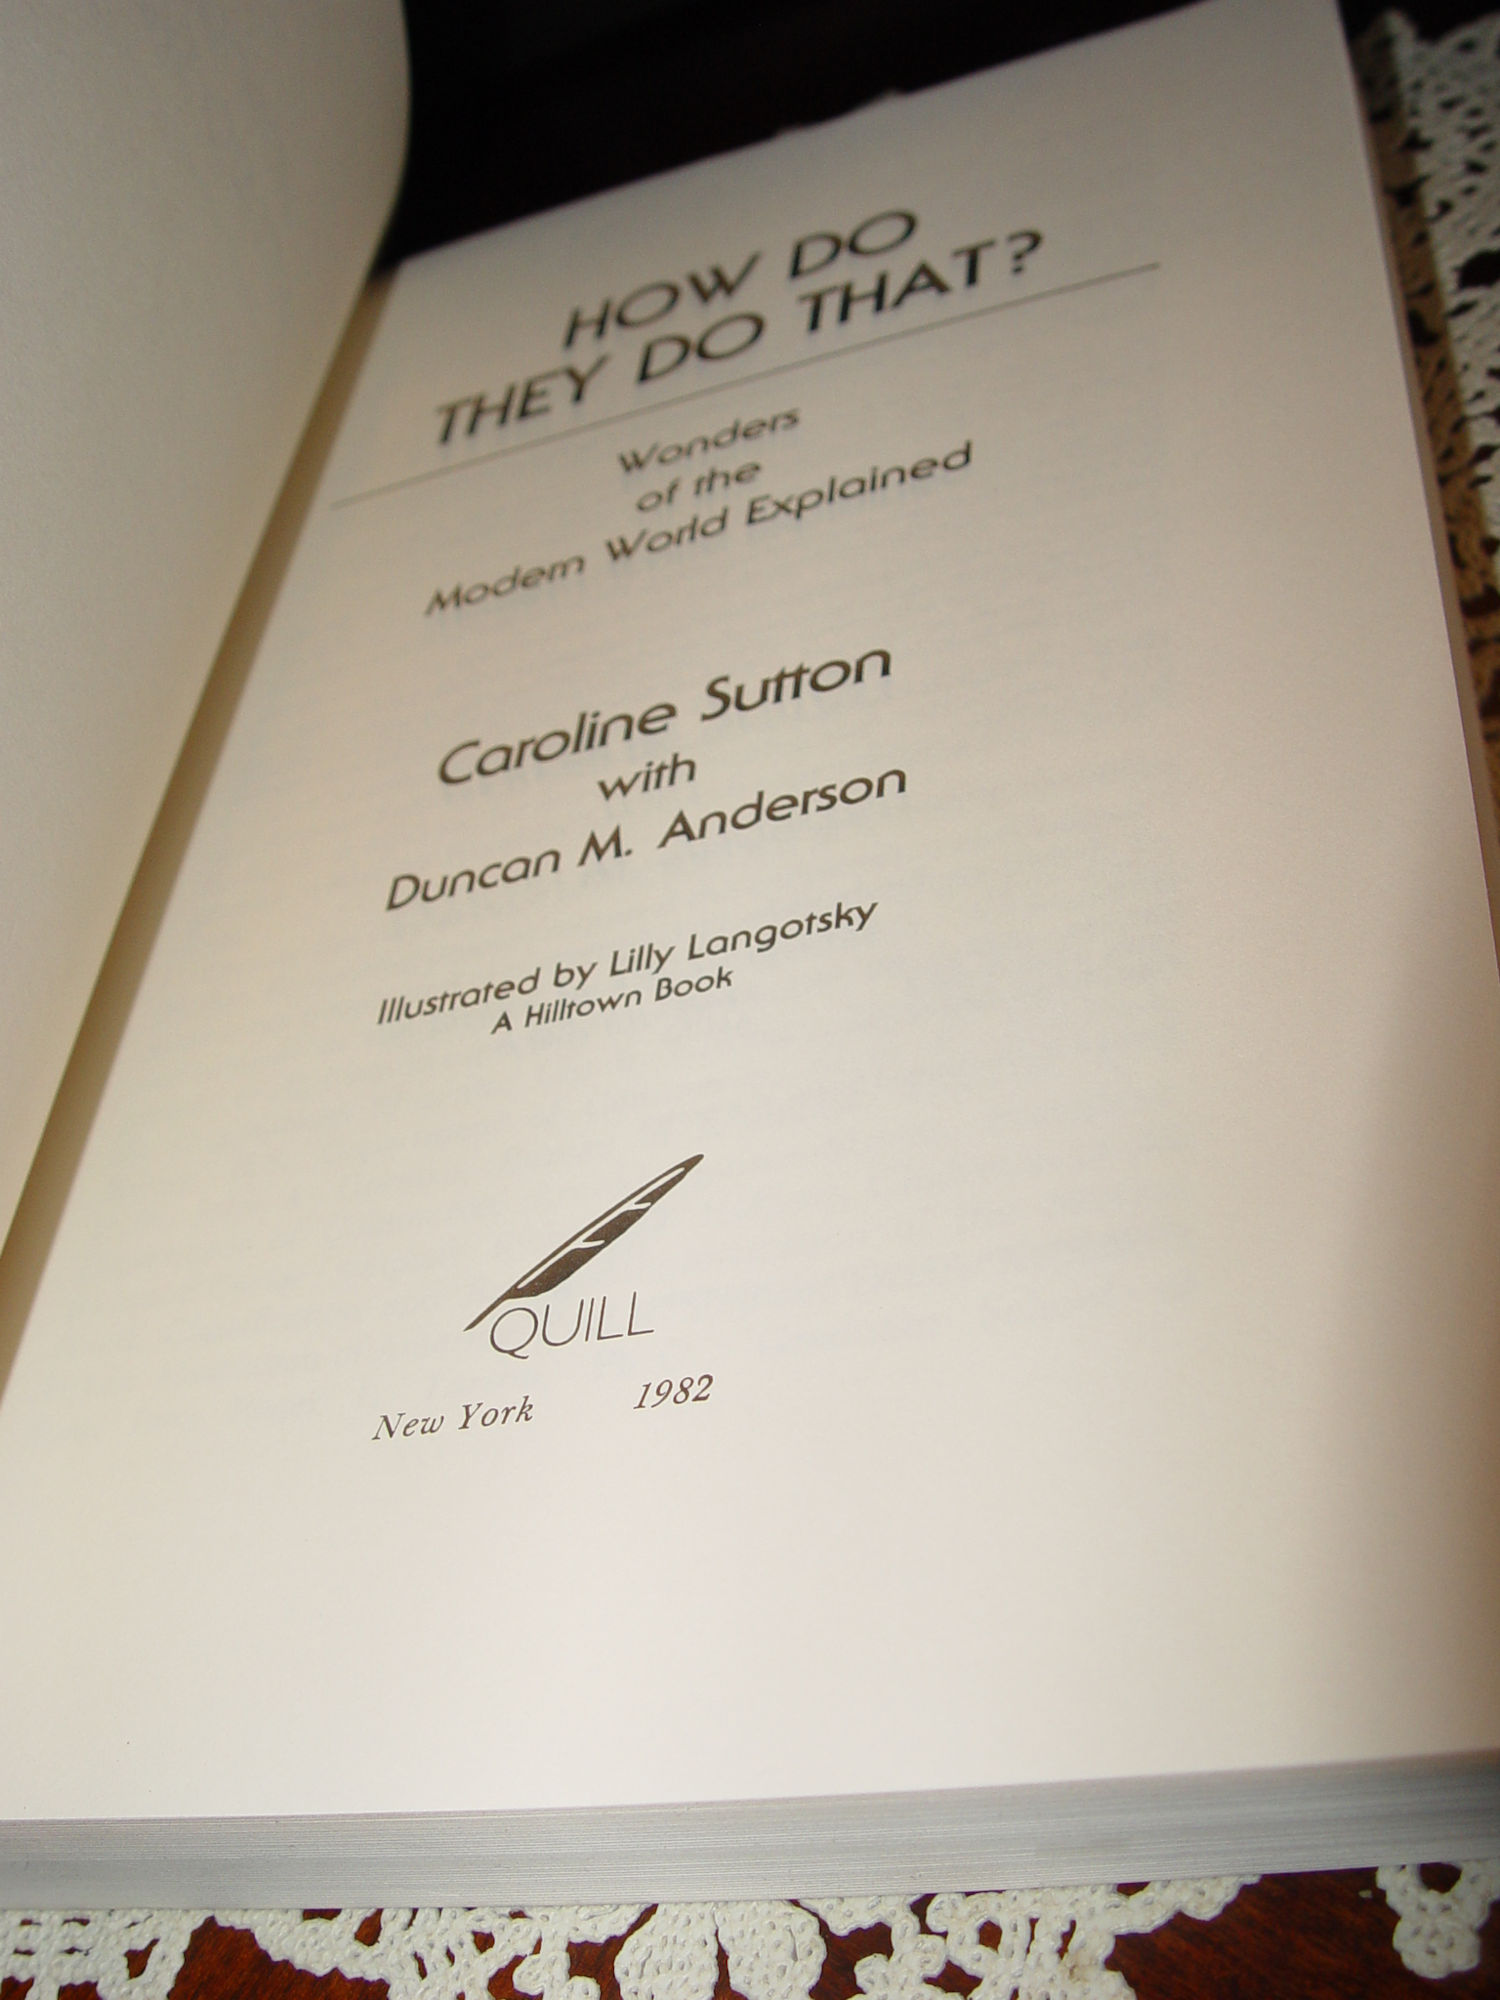 HOW DO
THEY DO THAT?
Wonders
of the
Modern World Explained
Caroline Sutton
with
Duncan M. Anderson
Illustrated by Lilly Langotsky
A Hilltown Book
QUILL
New York 1982